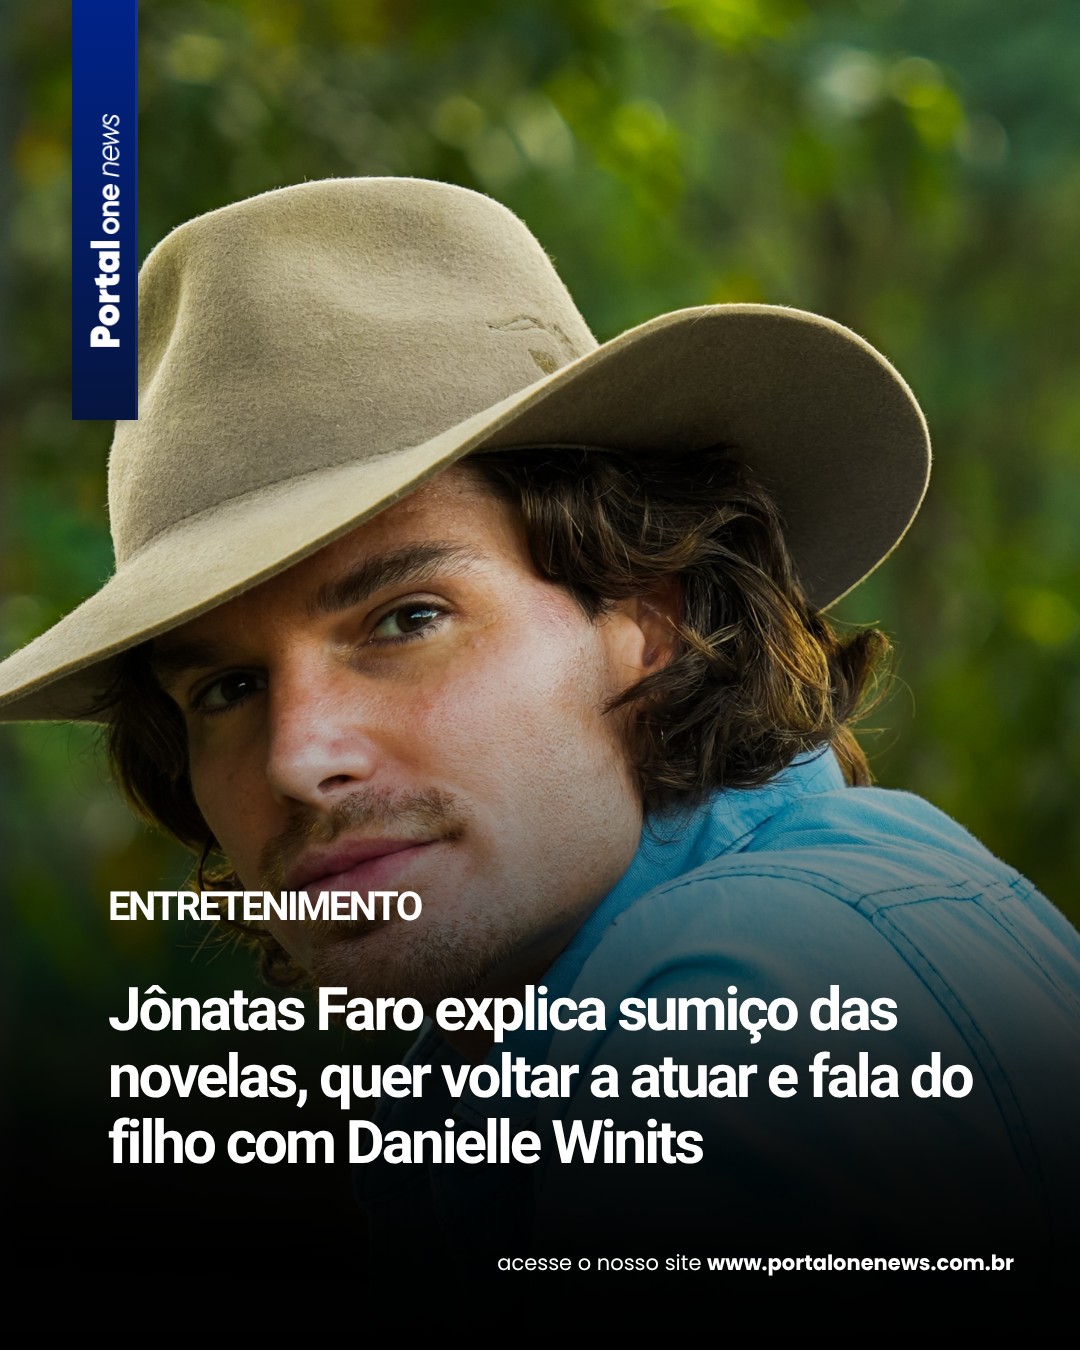 Portal one news
ENTRETENIMENTO
Jônatas Faro explica sumiço das
novelas, quer voltar a atuar e fala do
filho com Danielle Winits
acesse o nosso site www.portalonenews.com.br